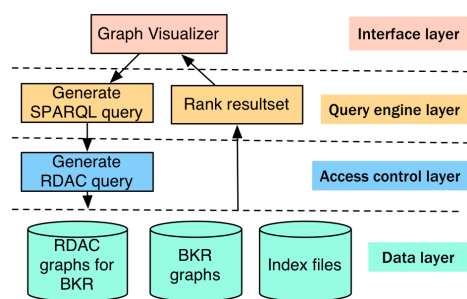 Graph Visualizer
Interface layer
Generate
SPARQL query
Rank resultset
Query engine layer
Generate
RDAC query
Access control layer
RDAC
graphs for
BKR
BKR
graphs
Index files
Data layer